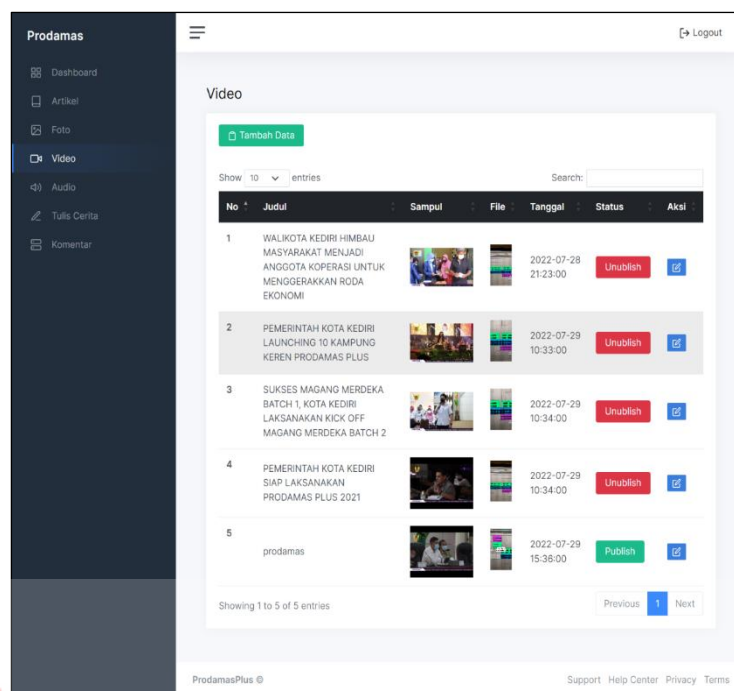 Prodamas
Logout
Dashboard
Artikel
Foto
Video
Audio
Tulis Cerita
Komentar
Video
Tambah Data
Show 10 entries Search:
No Judul Sampul File Tanggal Status Aksi
1 WALIKOTA KEDIRI HIMBAU
MASYARAKAT MENJADI
ANGGOTA KOPERASI UNTUK
MENGGERAKKAN RODA
EKONOMI
2022-07-28
21:23:00
Unublish
2 PEMERINTAH KOTA KEDIRI
LAUNCHING 10 KAMPUNG
KEREN PRODAMAS PLUS
2022-07-29
10:33:00
Unublish
3 SUKSES MAGANG MERDEKA
BATCH 1, KOTA KEDIRI
LAKSANAKAN KICK OFF
MAGANG MERDEKA BATCH 2
2022-07-29
10:34:00
Unublish
4 PEMERINTAH KOTA KEDIRI
SIAP LAKSANAKAN
PRODAMAS PLUS 2021
2022-07-29
10:34:00
Unublish
5 prodamas
2022-07-29
15:36:00
Publish
Showing 1 to 5 of 5 entries
Previous 1 Next
ProdamasPlus ©
Support Help Center Privacy Terms